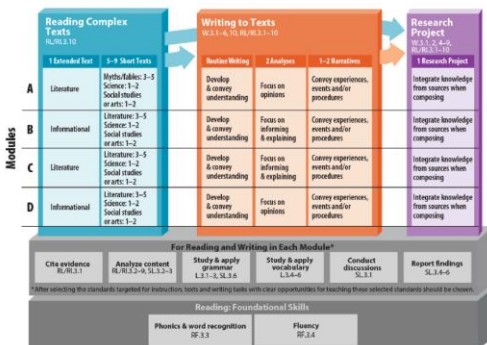 Reading Complex
Texts
RL/RI.3.10
Writing to Texts
W.3.1–6, 10, RL/RI.3.1–10
Research
Project
W.3.1, 2, 4–9,
RL/RI.3.1–10
1 Extended Text
5–9 Short Texts
Routine Writing
2 Analyses
1–2 Narratives
1 Research Project
Modules
A
Literature
Myths/fables: 3–5
Science: 1–2
Social studies
or arts: 1–2
Develop
& convey
understanding
Focus on
opinions
Convey experiences,
events and/or
procedures
Integrate knowledge
from sources when
composing
B
Informational
Literature: 3–5
Science: 1–2
Social studies
or arts: 1–2
Develop
& convey
understanding
Focus on
informing
& explaining
Convey experiences,
events and/or
procedures
Integrate knowledge
from sources when
composing
C
Literature
Literature: 3–5
Science: 1–2
Social studies
or arts: 1–2
Develop
& convey
understanding
Focus on
informing
& explaining
Convey experiences,
events and/or
procedures
Integrate knowledge
from sources when
composing
D
Informational
Literature: 3–5
Science: 1–2
Social studies
or arts: 1–2
Develop
& convey
understanding
Focus on
opinions
Convey experiences,
events and/or
procedures
Integrate knowledge
from sources when
composing
For Reading and Writing in Each Module*
Cite evidence
RL/RI.3.1
Analyze content
RL/RI.3.2–9, SL.3.2–3
Study & apply
grammar
L.3.1–3, SL.3.6
Study & apply
vocabulary
L.3.4–6
Conduct
discussions
SL.3.1
Report findings
SL.3.4–6
*After selecting the standards targeted for instruction, texts and writing tasks with clear opportunities for teaching these selected standards should be chosen.
Reading: Foundational Skills
Phonics & word recognition
RF.3.3
Fluency
RF.3.4